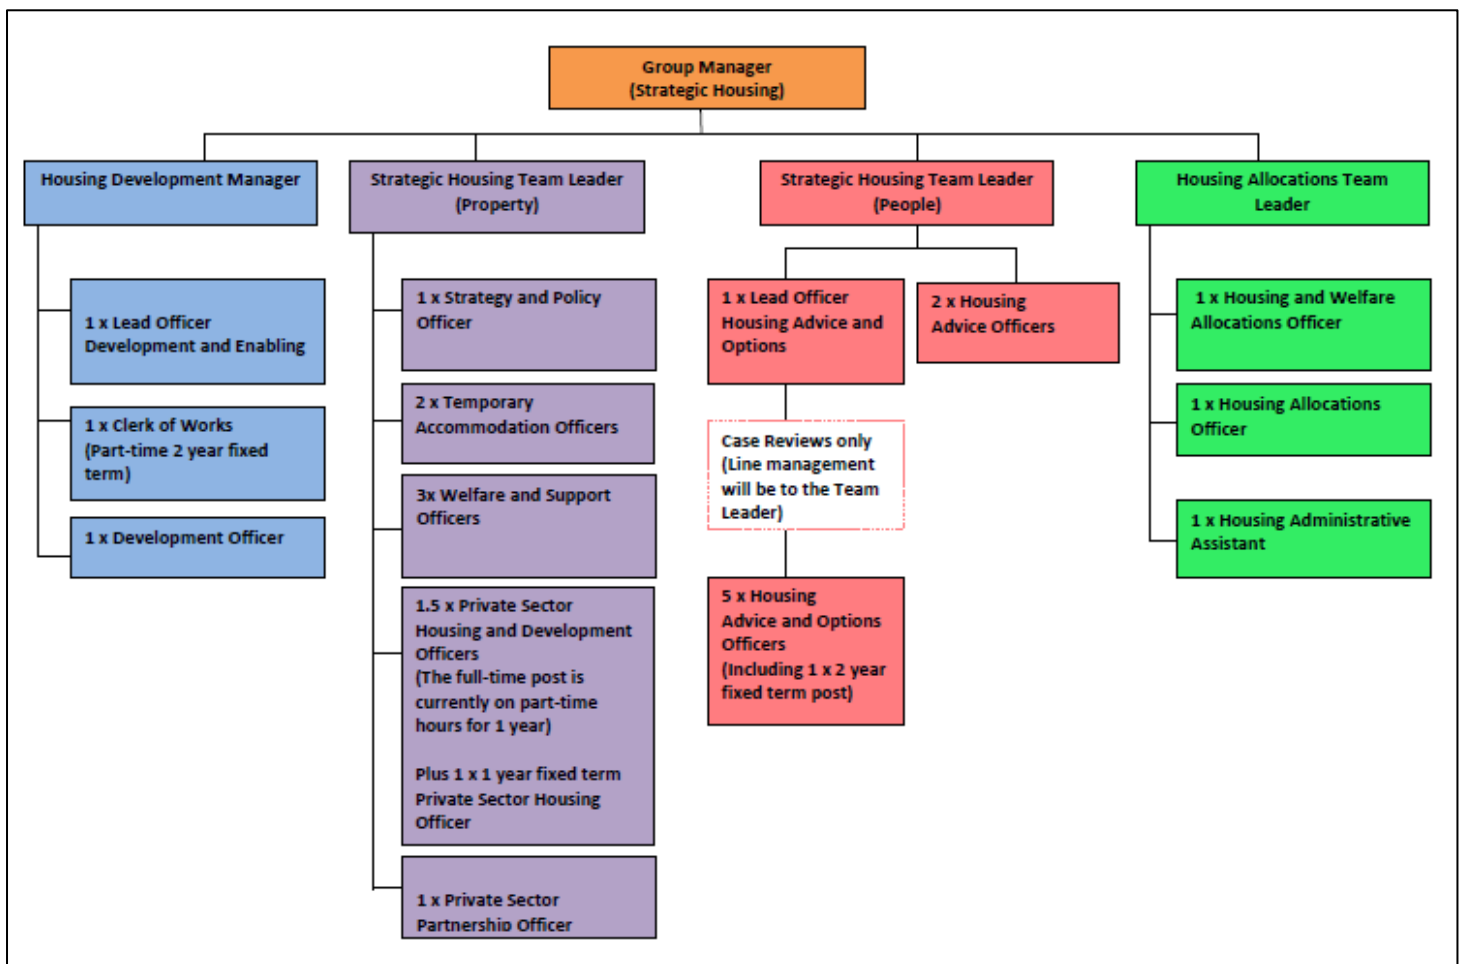 Group Manager
(Strategic Housing)
Housing Development Manager
Strategic Housing Team Leader
(Property)
Strategic Housing Team Leader
(People)
Housing Allocations Team
Leader
1 x Lead Officer
Development and Enabling
1 x Clerk of Works
(Part-time 2 year fixed
term)
1 x Development Officer
1 x Strategy and Policy
Officer
2 x Temporary
Accommodation Officers
3x Welfare and Support
Officers
1.5 x Private Sector
Housing and Development
Officers
(The full-time post is
currently on part-time
hours for 1 year)
Plus 1 x 1 year fixed term
Private Sector Housing
Officer
1 x Private Sector
Partnership Officer
1 x Lead Officer
Housing Advice and
Options
2 x Housing
Advice Officers
Case Reviews only
(Line management
will be to the Team
Leader)
5 x Housing
Advice and Options
Officers
(Including 1 x 2 year
fixed term post)
1 x Housing and Welfare
Allocations Officer
1 x Housing Allocations
Officer
1 x Housing Administrative
Assistant